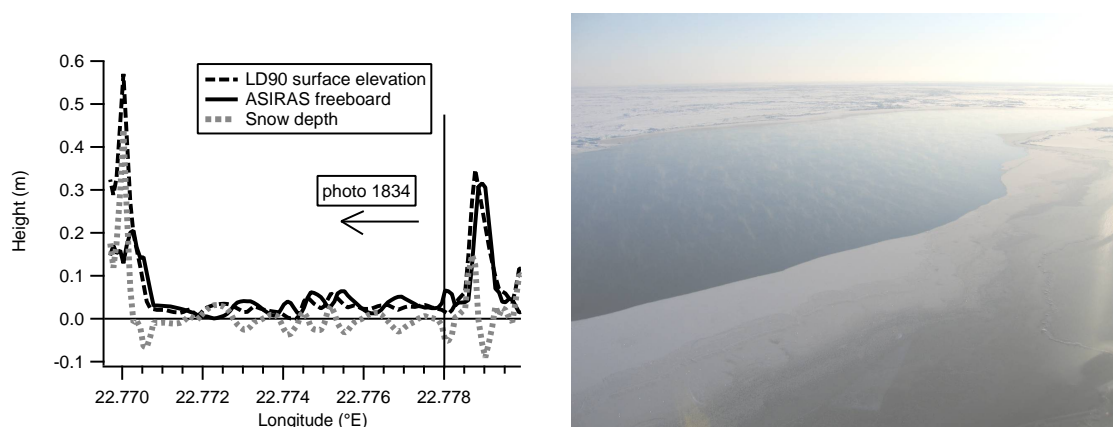 0.6
0.5
0.4
0.3
0.2
0.1
0.0
-0.1
Height (m)
LD90 surface elevation
ASIRAS freeboard
Snow depth
photo 1834
22.770 22.772 22.774 22.776 22.778
Longitude (°E)